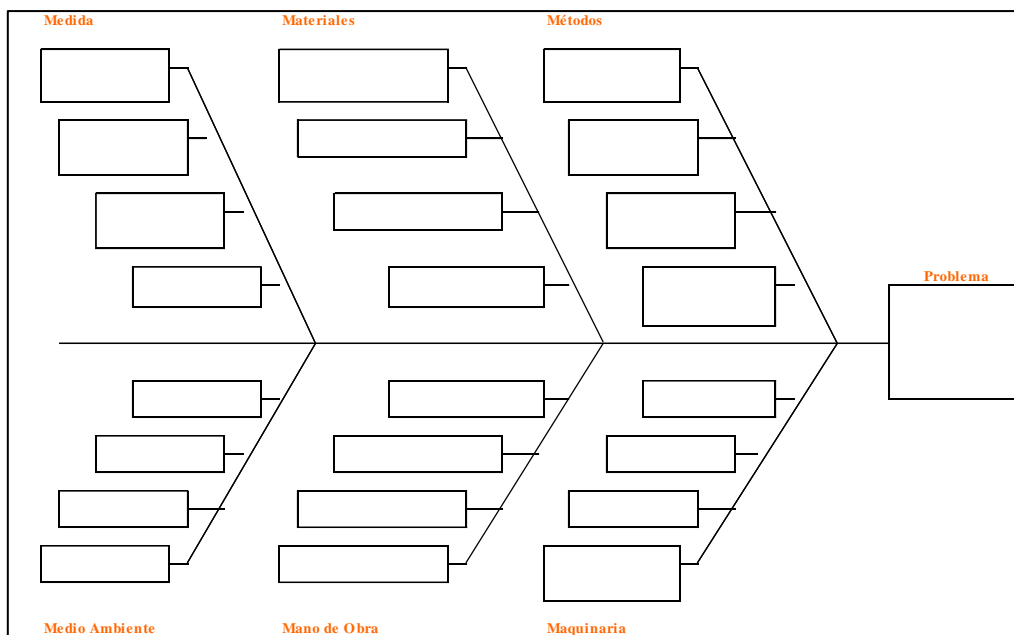 Medida
Materiales
Métodos
Problema
Medio Ambiente
Mano de Obra
Maquinaria